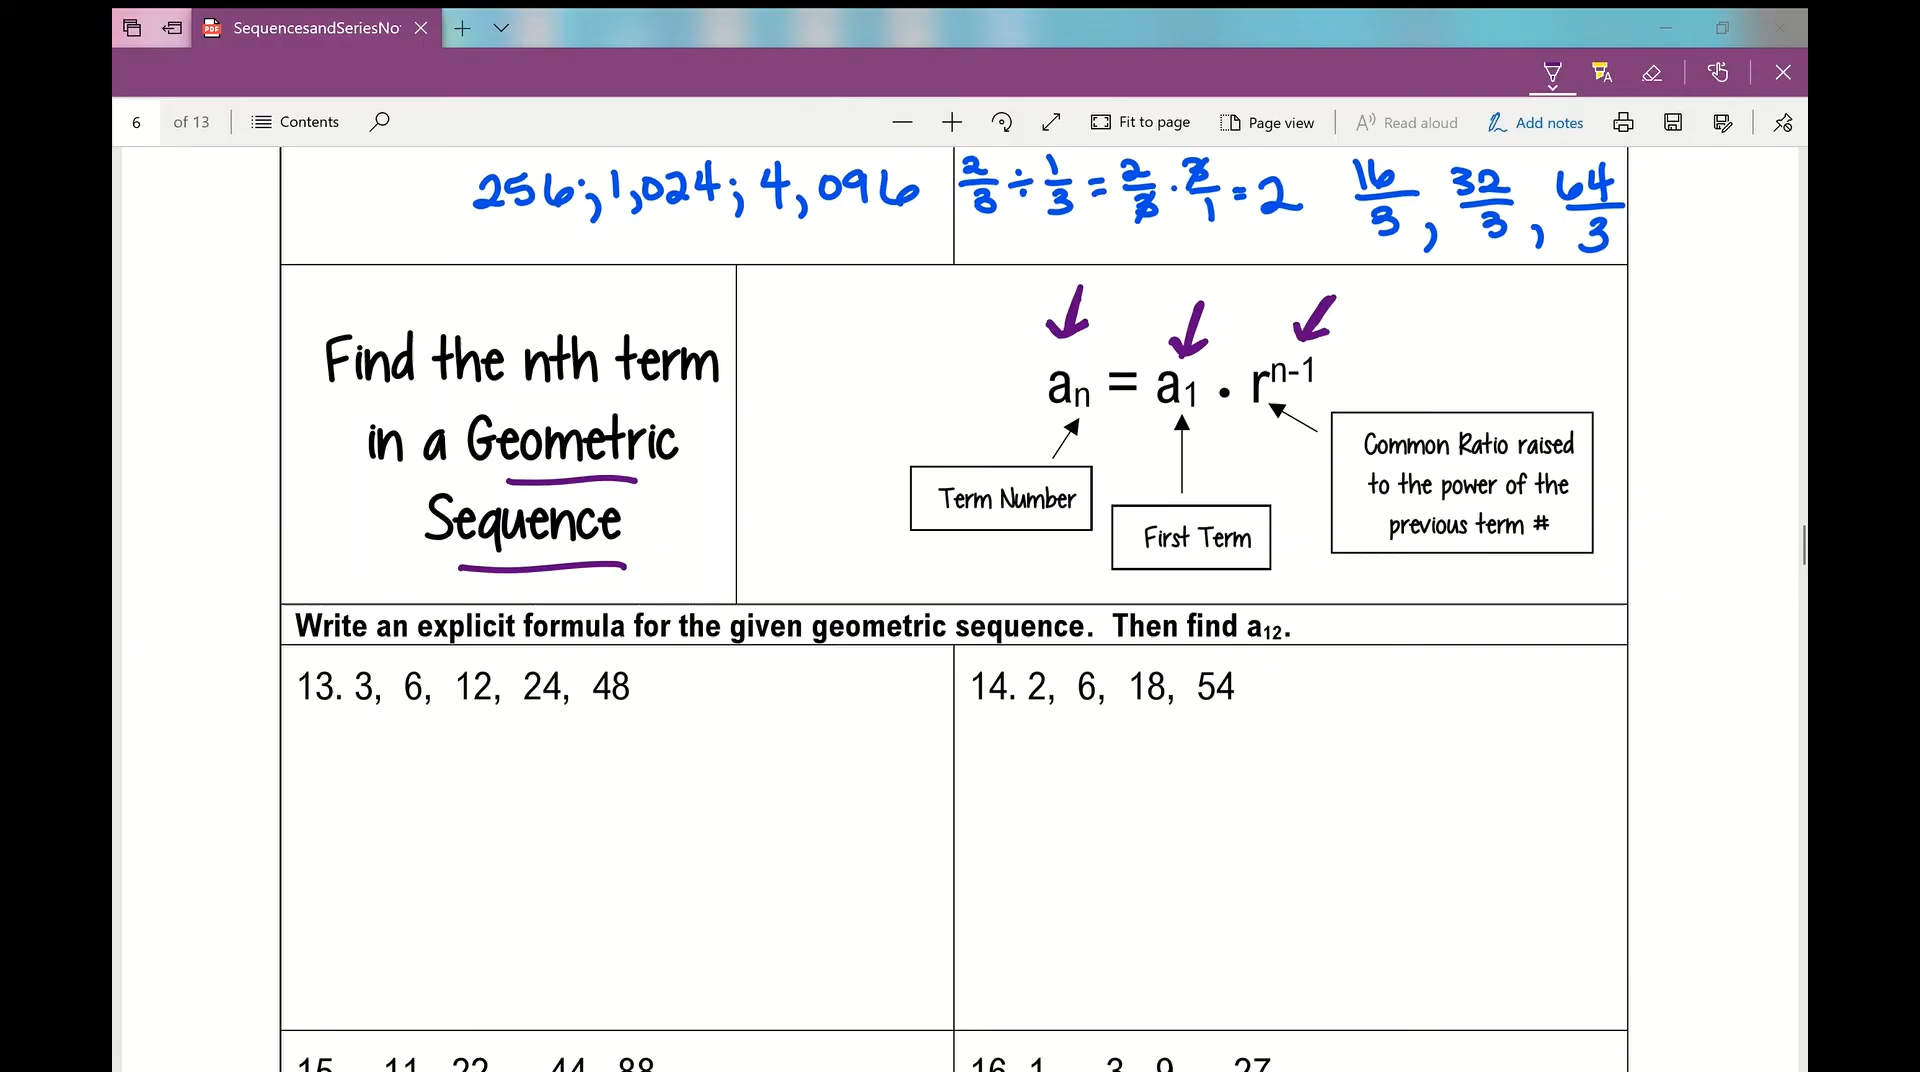 SequencesandSeriesNo
6 of 13 Contents Fit to page Page view Read aloud Add notes
256; 1,024; 4,096
2/3 ÷ 1/3 = 2/3 · 3/1 = 2 16/3, 32/3, 64/3
Find the nth term
in a Geometric
Sequence
aₙ = a₁ • rⁿ⁻¹
Term Number
First Term
Common Ratio raised
to the power of the
previous term #
Write an explicit formula for the given geometric sequence. Then find a₁₂.
13. 3, 6, 12, 24, 48
14. 2, 6, 18, 54